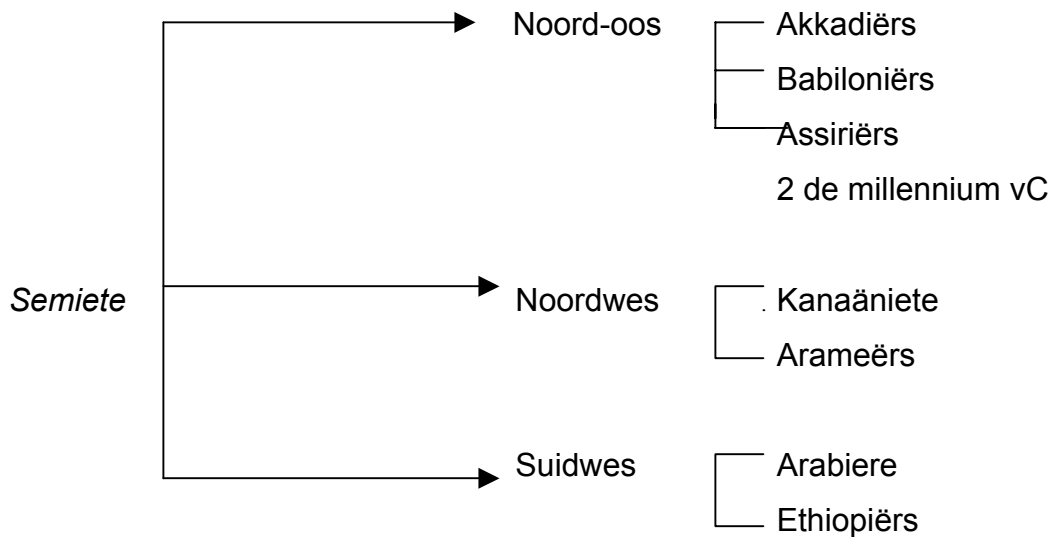 Noord-oos Akkadiërs
Babiloniërs
Assiriërs
2 de millennium vC
Semiete Noordwes Kanaäniete
Arameërs
Suidwes Arabiere
Ethiopiërs